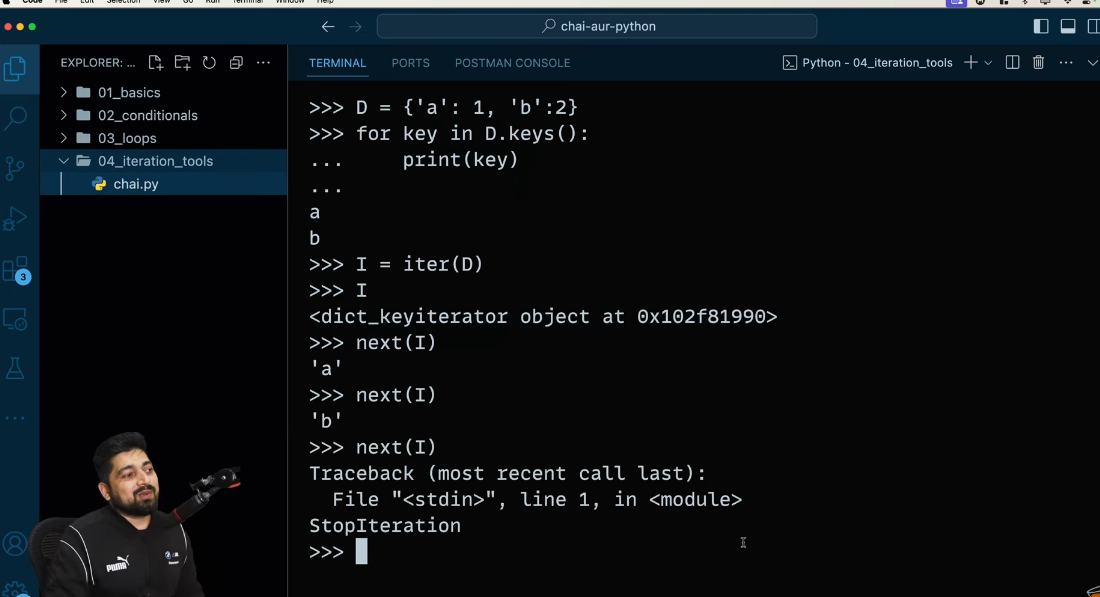 Code File Edit Selection View Go Run Terminal Window Help
chai-aur-python
EXPLORER: ...
TERMINAL PORTS POSTMAN CONSOLE
Python - 04_iteration_tools
01_basics
02_conditionals
03_loops
04_iteration_tools
chai.py
3
>>> D = {'a': 1, 'b':2}
>>> for key in D.keys():
...     print(key)
...
a
b
>>> I = iter(D)
>>> I
<dict_keyiterator object at 0x102f81990>
>>> next(I)
'a'
>>> next(I)
'b'
>>> next(I)
Traceback (most recent call last):
  File "<stdin>", line 1, in <module>
StopIteration
>>>
PUMA